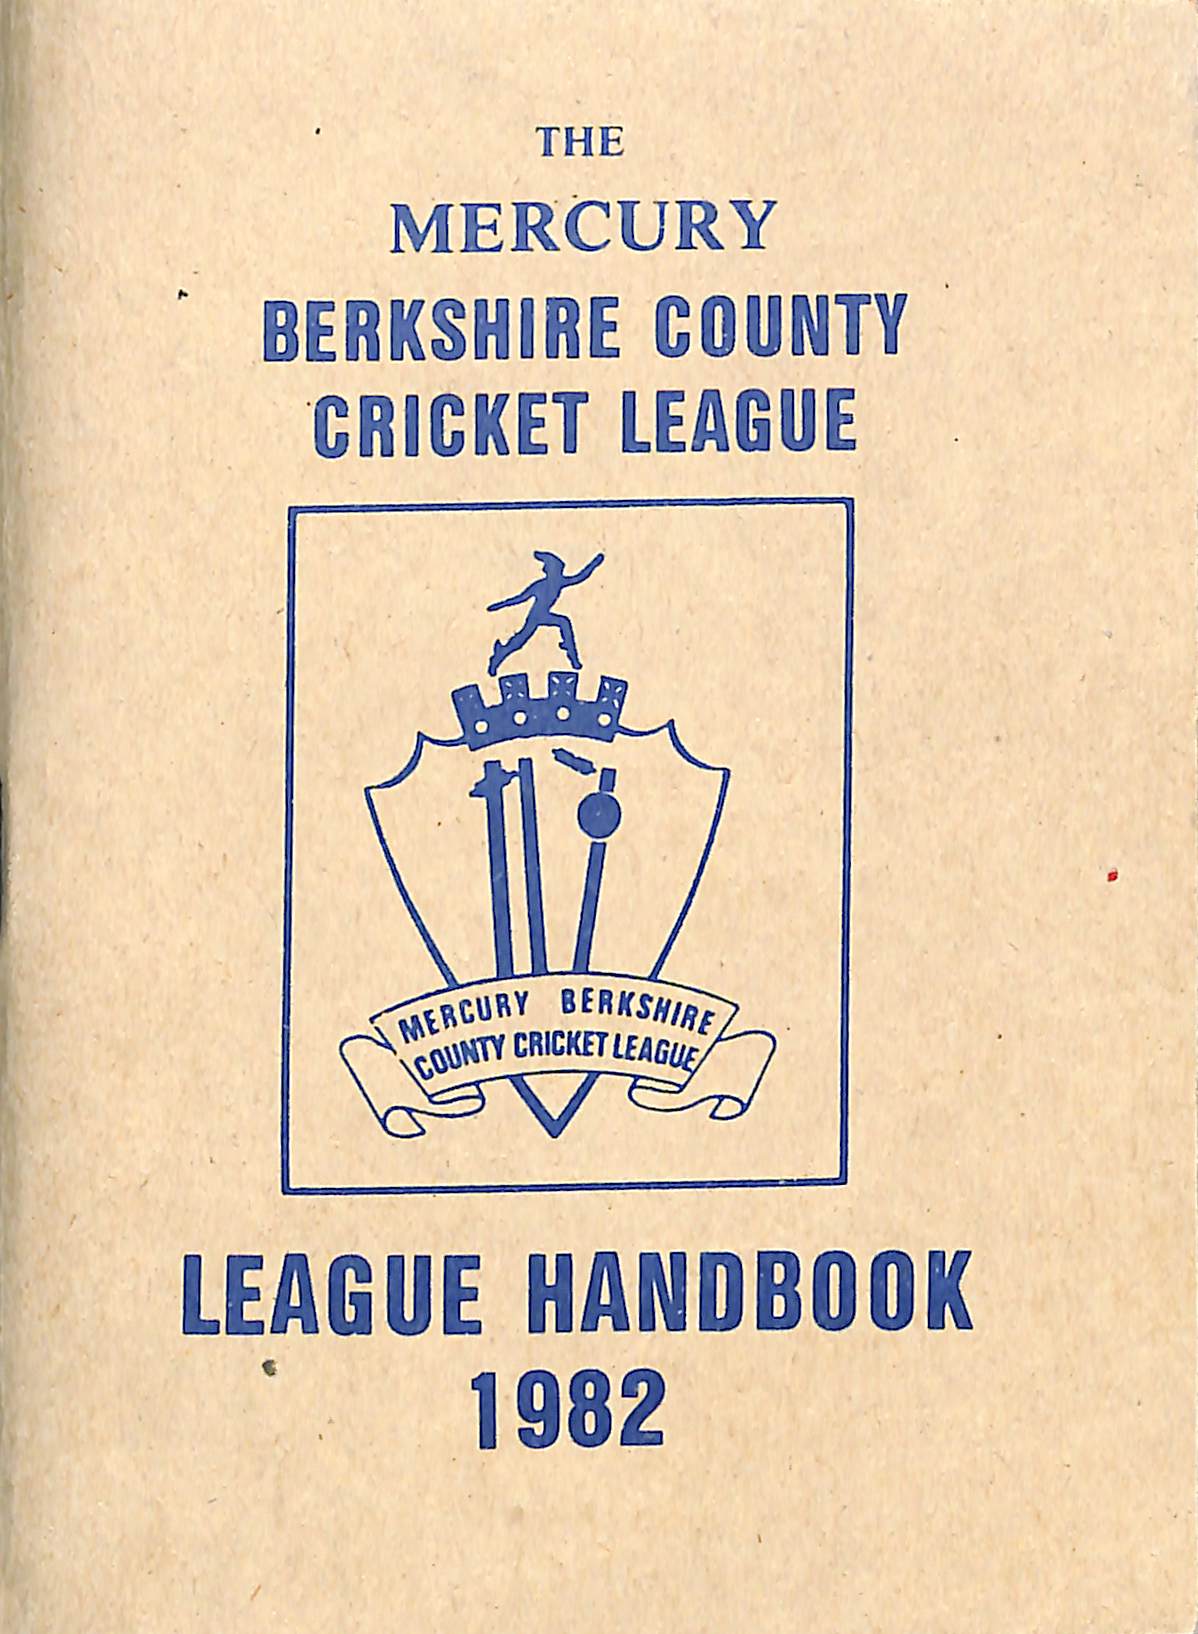 THE
MERCURY
BERKSHIRE COUNTY
CRICKET LEAGUE
MERCURY BERKSHIRE
COUNTY CRICKET LEAGUE
LEAGUE HANDBOOK
1982